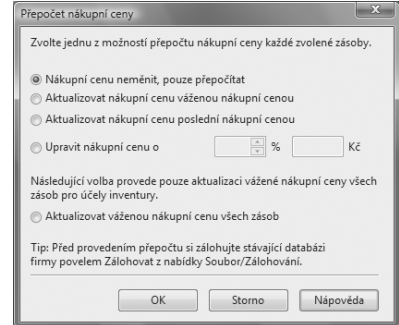 Přepočet nákupní ceny
Zvolte jednu z možností přepočtu nákupní ceny každé zvolené zásoby.
Nákupní cenu neměnit, pouze přepočítat
Aktualizovat nákupní cenu váženou nákupní cenou
Aktualizovat nákupní cenu poslední nákupní cenou
Upravit nákupní cenu o % Kč
Následující volba provede pouze aktualizaci vážené nákupní ceny všech
zásob pro účely inventury.
Aktualizovat váženou nákupní cenu všech zásob
Tip: Před provedením přepočtu si zálohujte stávající databázi
firmy povelem Zálohovat z nabídky Soubor/Zálohování.
OK Storno Nápověda